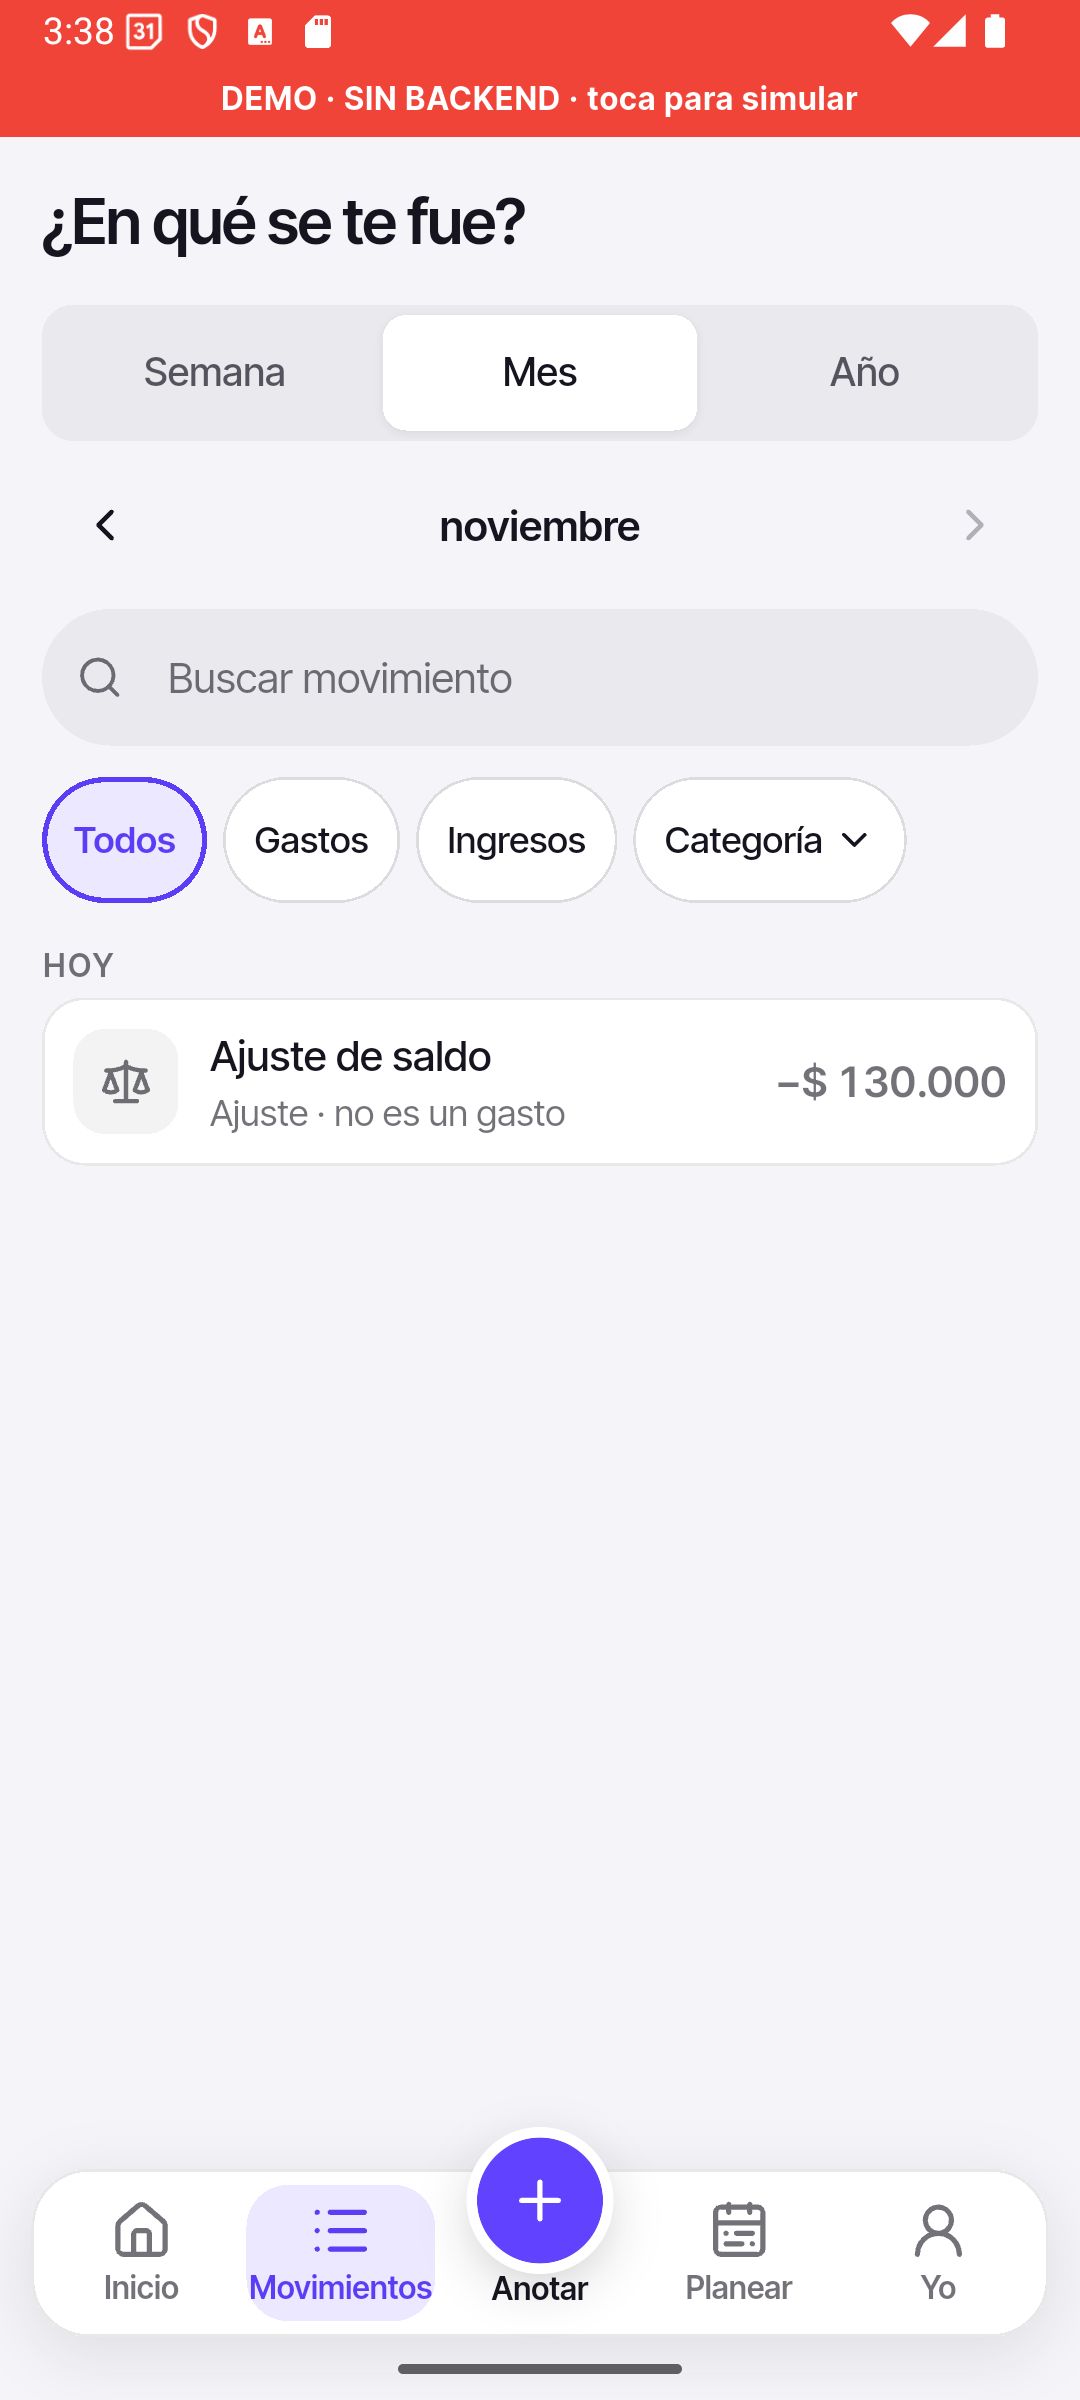 3:38 31 A
DEMO · SIN BACKEND · toca para simular
¿En qué se te fue?
Semana Mes Año
noviembre
Buscar movimiento
Todos Gastos Ingresos Categoría
HOY
Ajuste de saldo
Ajuste · no es un gasto
–$ 130.000
Inicio Movimientos Anotar Planear Yo